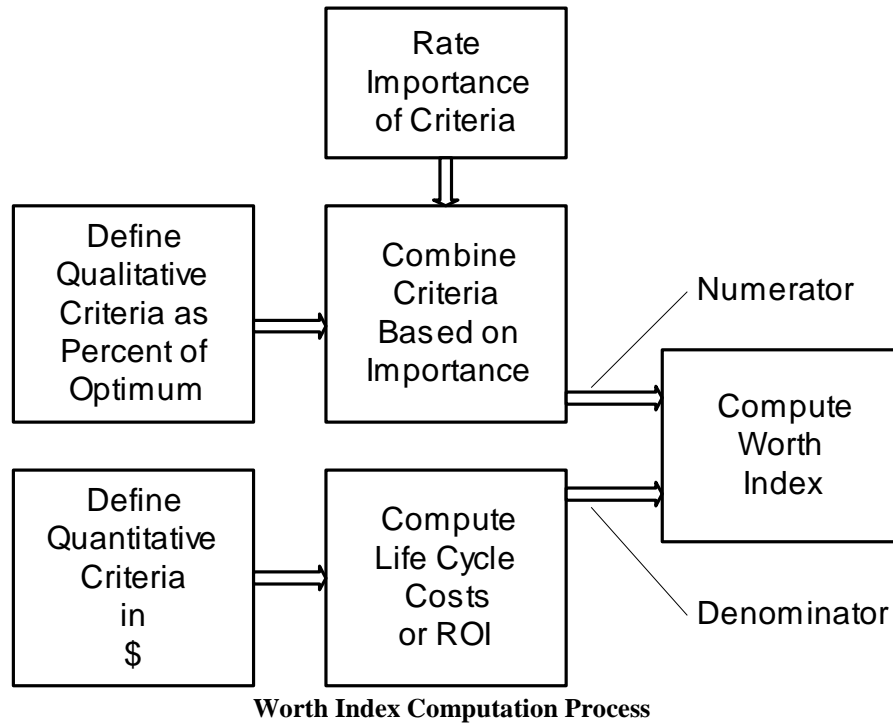 Rate
Importance
of Criteria
Define
Qualitative
Criteria as
Percent of
Optimum
Combine
Criteria
Based on
Importance
Numerator
Compute
Worth
Index
Define
Quantitative
Criteria
in
$
Compute
Life Cycle
Costs
or ROI
Denominator
Worth Index Computation Process